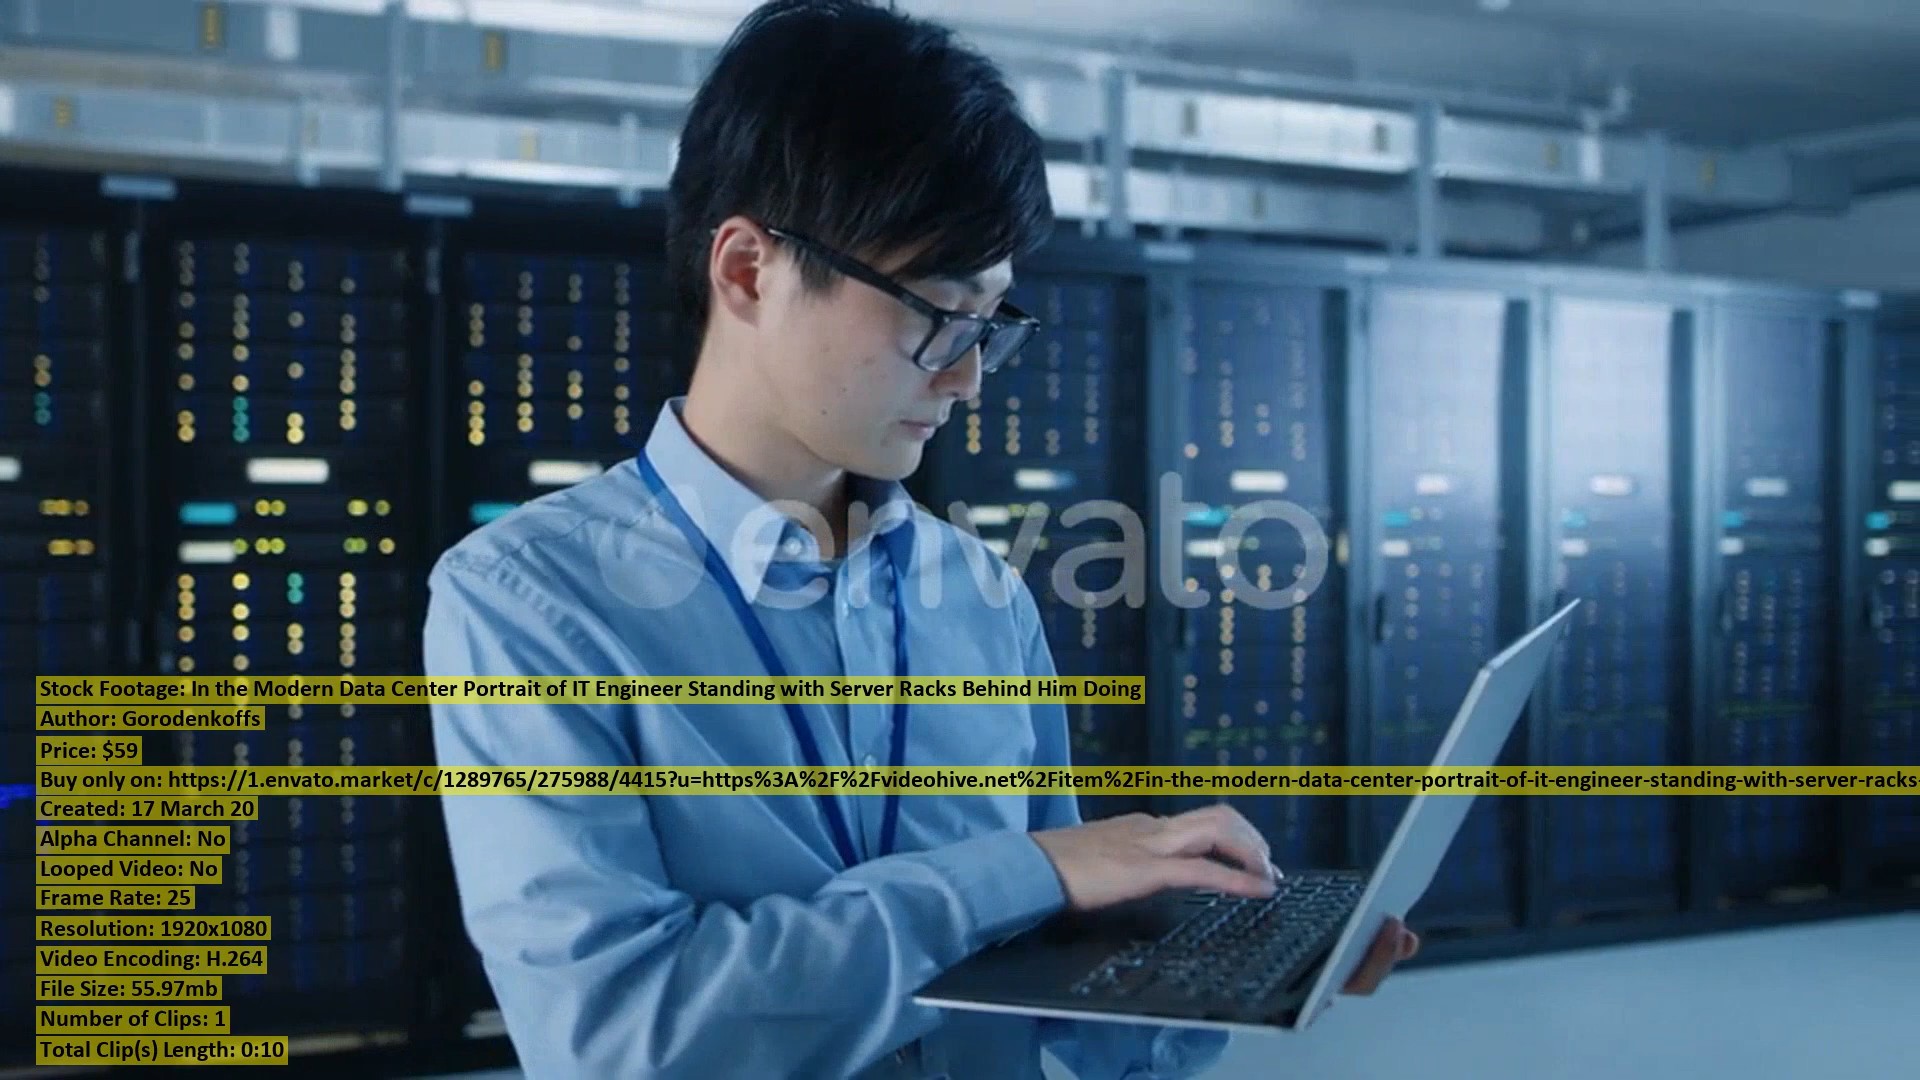 envato
Stock Footage: In the Modern Data Center Portrait of IT Engineer Standing with Server Racks Behind Him Doing
Author: Gorodenkoffs
Price: $59
Buy only on: https://1.envato.market/c/1289765/275988/4415?u=https%3A%2F%2Fvideohive.net%2Fitem%2Fin-the-modern-data-center-portrait-of-it-engineer-standing-with-server-racks-
Created: 17 March 20
Alpha Channel: No
Looped Video: No
Frame Rate: 25
Resolution: 1920x1080
Video Encoding: H.264
File Size: 55.97mb
Number of Clips: 1
Total Clip(s) Length: 0:10